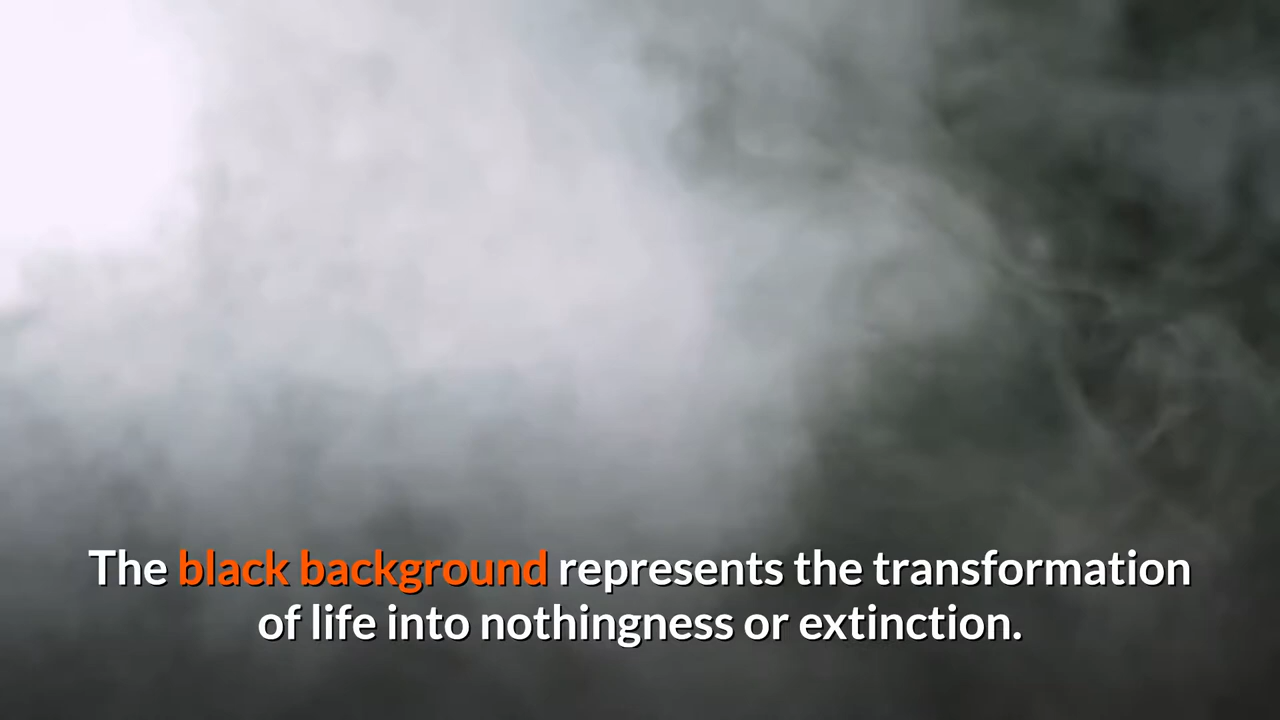 The black background represents the transformation
of life into nothingness or extinction.